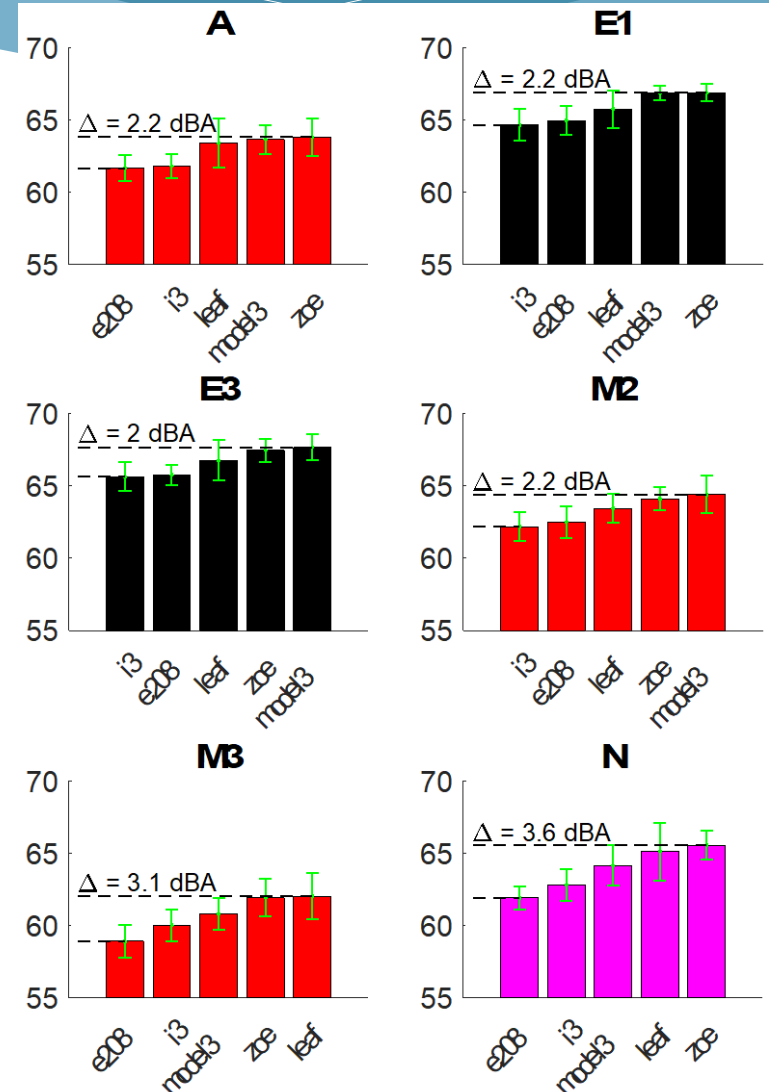 A
70
65
60
55
Δ = 2.2 dBA
e208
i3
leaf
model3
zoe
E1
70
65
60
55
Δ = 2.2 dBA
i3
e208
leaf
model3
zoe
E3
70
65
60
55
Δ = 2 dBA
i3
e208
leaf
zoe
model3
M2
70
65
60
55
Δ = 2.2 dBA
i3
e208
leaf
zoe
model3
M3
70
65
60
55
Δ = 3.1 dBA
e208
i3
model3
zoe
leaf
N
70
65
60
55
Δ = 3.6 dBA
e208
i3
model3
leaf
zoe